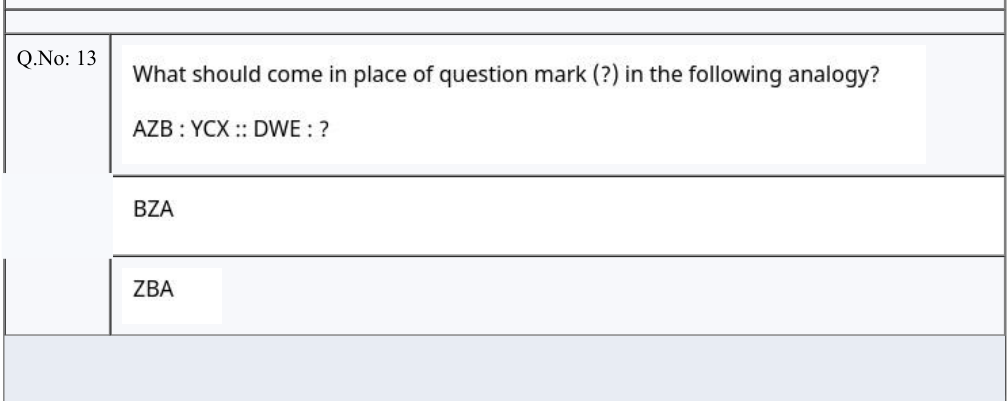 Q.No: 13
What should come in place of question mark (?) in the following analogy?
AZB : YCX :: DWE : ?
BZA
ZBA